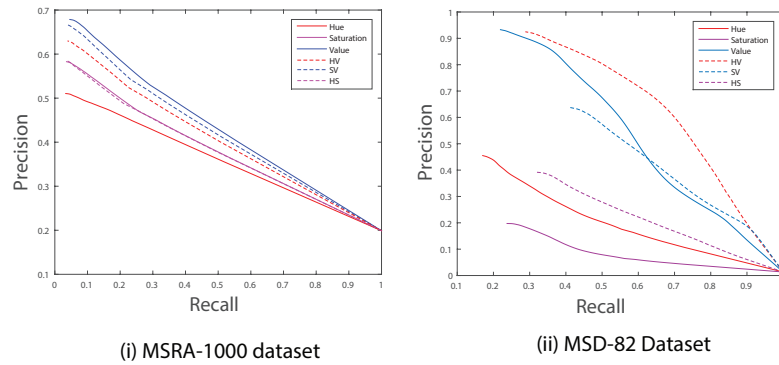 0.7
0.6
0.5
0.4
0.3
0.2
0.1
0 0.1 0.2 0.3 0.4 0.5 0.6 0.7 0.8 0.9 1
Precision
Recall
Hue
Saturation
Value
HV
SV
HS
(i) MSRA-1000 dataset
1
0.9
0.8
0.7
0.6
0.5
0.4
0.3
0.2
0.1
0
0.1 0.2 0.3 0.4 0.5 0.6 0.7 0.8 0.9
Precision
Recall
Hue
Saturation
Value
HV
SV
HS
(ii) MSD-82 Dataset